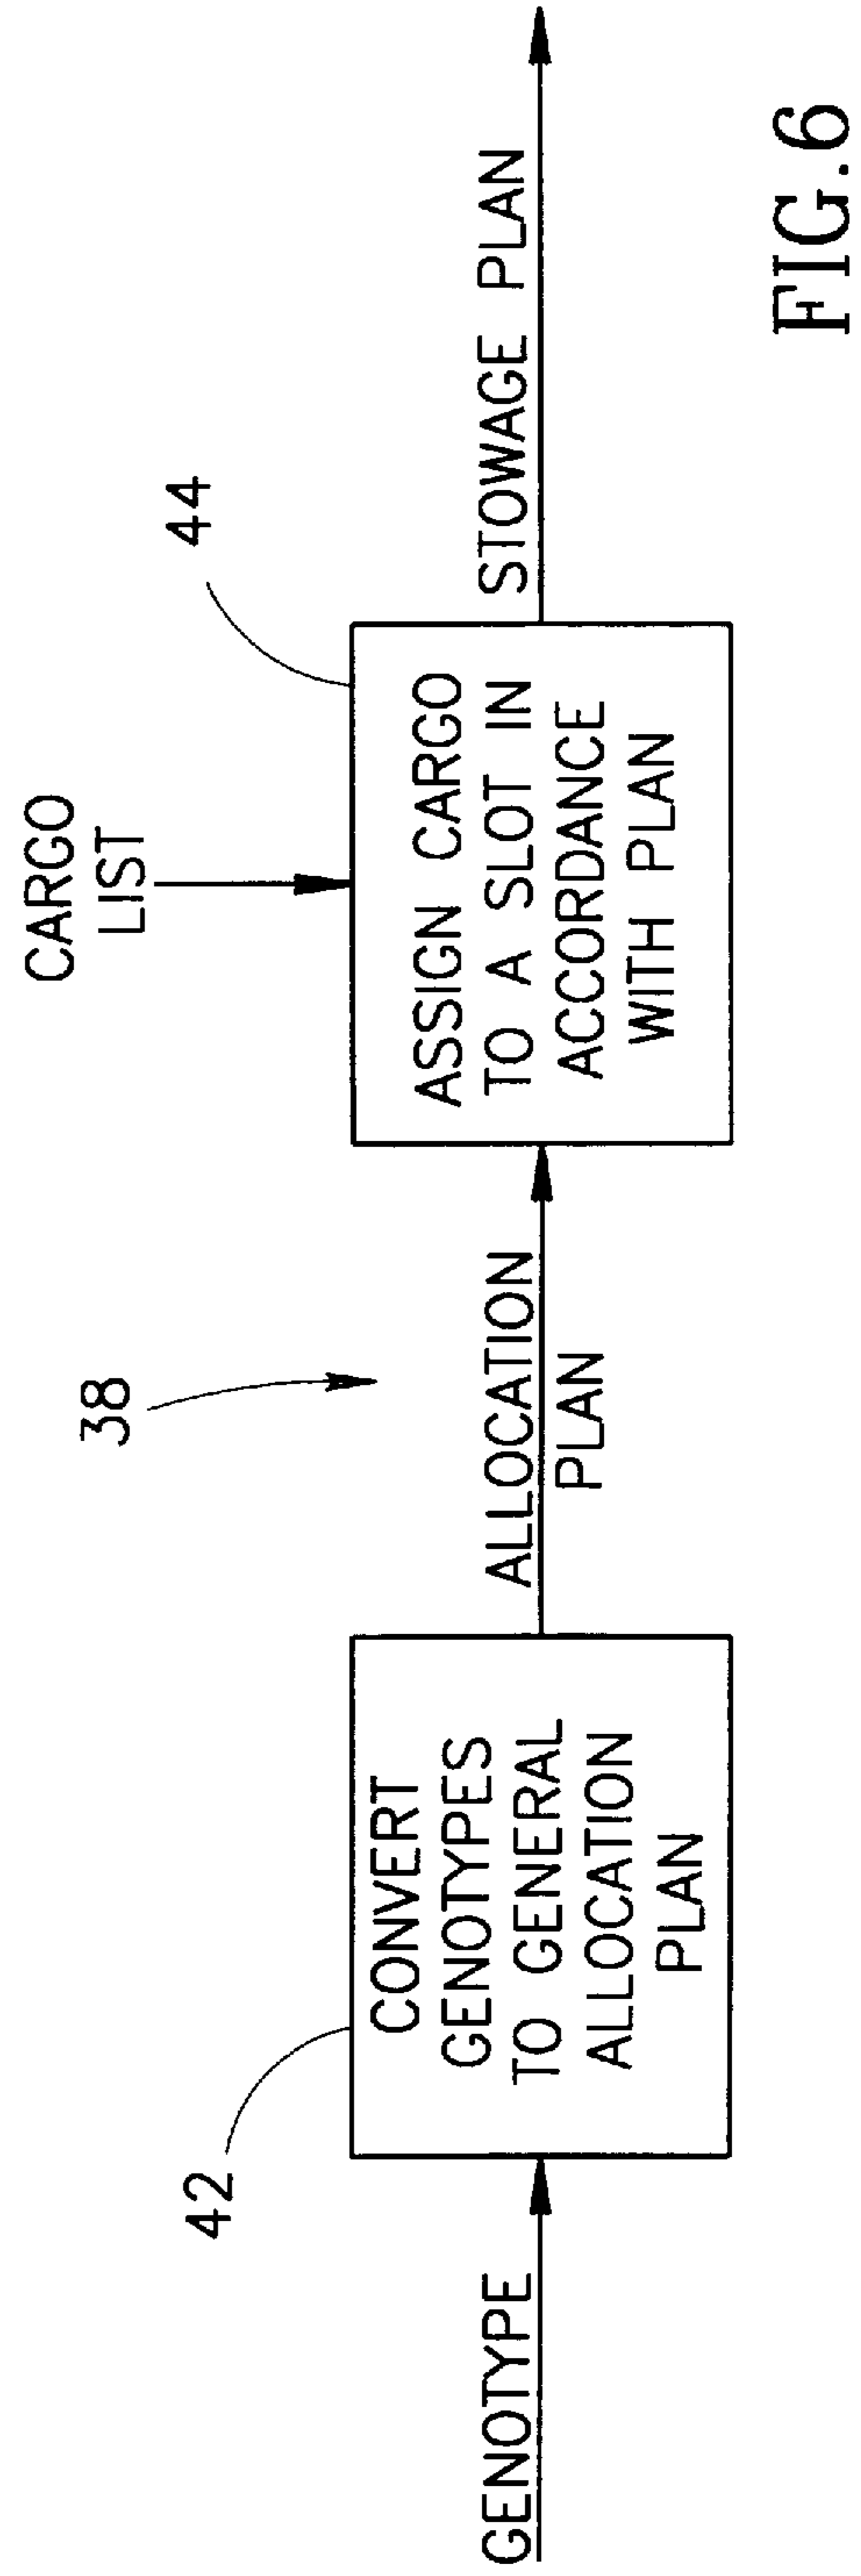 CARGO
LIST
44
38
42
GENOTYPE
CONVERT
GENOTYPES
TO GENERAL
ALLOCATION
PLAN
ALLOCATION
PLAN
ASSIGN CARGO
TO A SLOT IN
ACCORDANCE
WITH PLAN
STOWAGE PLAN
FIG.6